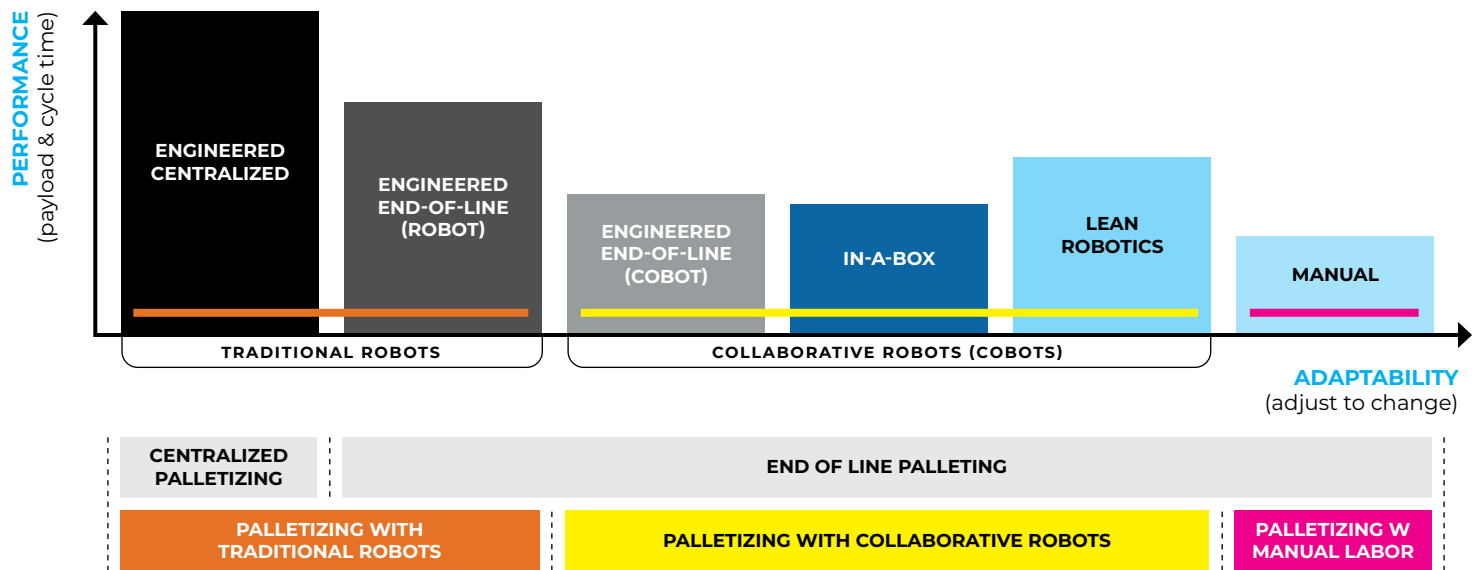 PERFORMANCE
(payload & cycle time)
ENGINEERED
CENTRALIZED
ENGINEERED
END-OF-LINE
(ROBOT)
ENGINEERED
END-OF-LINE
(COBOT)
IN-A-BOX
LEAN
ROBOTICS
MANUAL
TRADITIONAL ROBOTS
COLLABORATIVE ROBOTS (COBOTS)
ADAPTABILITY
(adjust to change)
CENTRALIZED
PALLETIZING
END OF LINE PALLETING
PALLETIZING WITH
TRADITIONAL ROBOTS
PALLETIZING WITH COLLABORATIVE ROBOTS
PALLETIZING W
MANUAL LABOR